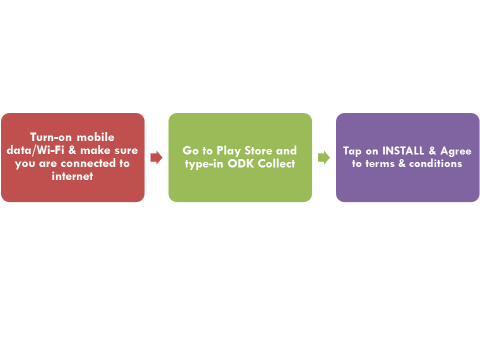 Turn-on mobile
data/Wi-Fi & make sure
you are connected to
internet
Go to Play Store and
type-in ODK Collect
Tap on INSTALL & Agree
to terms & conditions